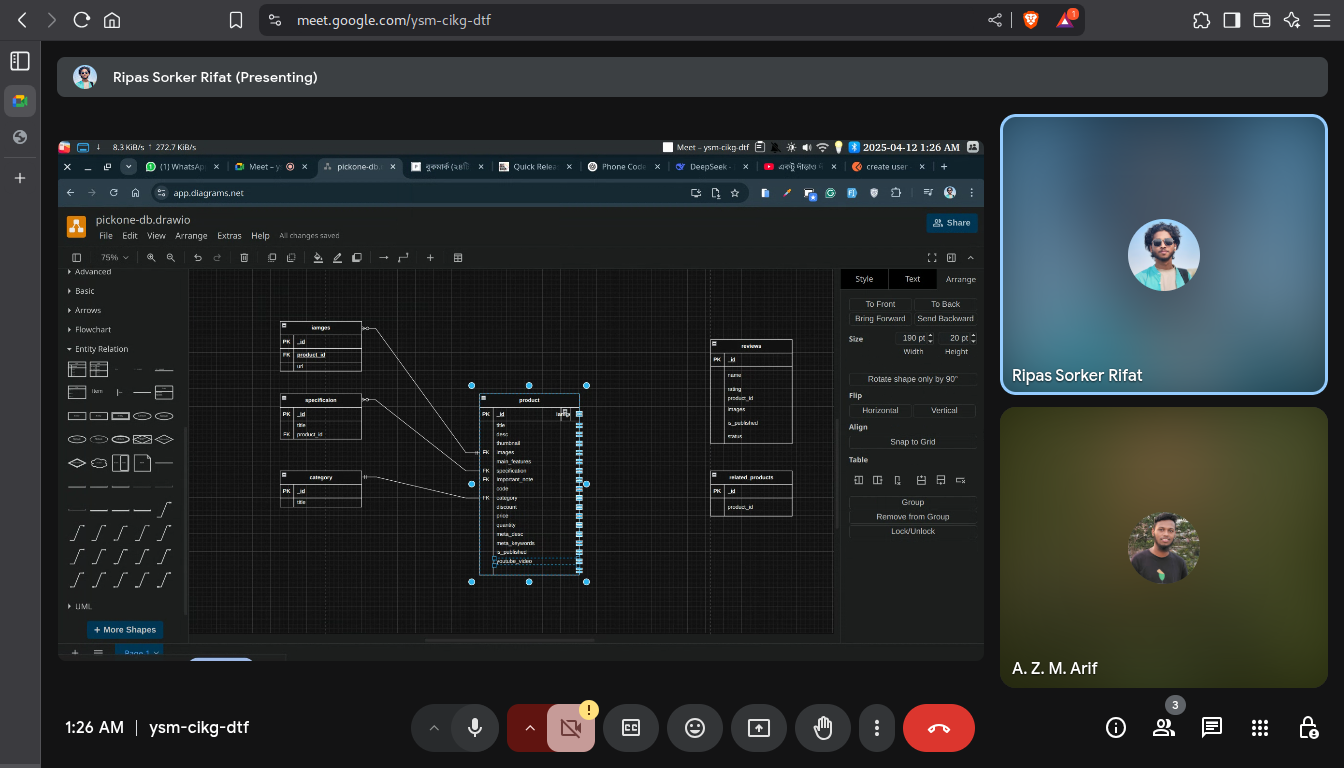 meet.google.com/ysm-cikg-dtf
1
Ripas Sorker Rifat (Presenting)
8.3 KiB/s ↑ 272.7 KiB/s
Meet – ysm-cikg-dtf
2025-04-12 1:26 AM
(1) WhatsAp
Meet – y
pickone-db.
Quick Relea
Phone Code
DeepSeek -
create user
app.diagrams.net
pickone-db.drawio
File Edit View Arrange Extras Help All changes saved
Share
75%
Advanced
Basic
Arrows
Flowchart
Entity Relation
Item
UML
+ More Shapes
Page 1
iamges
PK _id
FK product_id
url
specificaion
PK _id
title
FK product_id
category
PK _id
title
product
PK _id
title
desc
thumbnail
FK images
main_features
FK specification
FK important_note
code
FK category
discount
price
quantity
meta_desc
meta_keywords
is_published
youtube_video
reviews
PK _id
name
rating
product_id
images
is_published
status
related_products
PK _id
product_id
Style Text Arrange
To Front To Back
Bring Forward Send Backward
Size 190 pt 20 pt
Width Height
Rotate shape only by 90°
Flip
Horizontal Vertical
Align
Snap to Grid
Table
Group
Remove from Group
Lock/Unlock
Ripas Sorker Rifat
A. Z. M. Arif
1:26 AM | ysm-cikg-dtf
!
CC
3